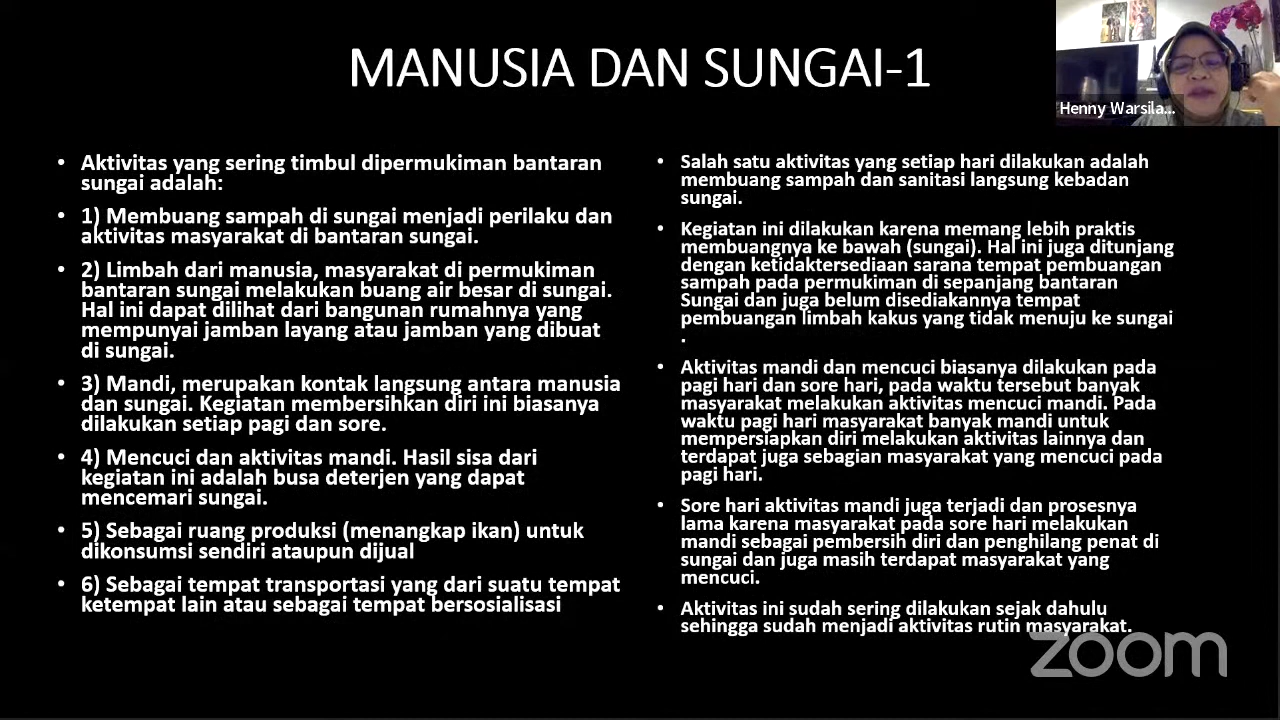 MANUSIA DAN SUNGAI-1
Henny Warsila...
• Aktivitas yang sering timbul dipermukiman bantaran
sungai adalah:
• 1) Membuang sampah di sungai menjadi perilaku dan
aktivitas masyarakat di bantaran sungai.
• 2) Limbah dari manusia, masyarakat di permukiman
bantaran sungai melakukan buang air besar di sungai.
Hal ini dapat dilihat dari bangunan rumahnya yang
mempunyai jamban layang atau jamban yang dibuat
di sungai.
• 3) Mandi, merupakan kontak langsung antara manusia
dan sungai. Kegiatan membersihkan diri ini biasanya
dilakukan setiap pagi dan sore.
• 4) Mencuci dan aktivitas mandi. Hasil sisa dari
kegiatan ini adalah busa deterjen yang dapat
mencemari sungai.
• 5) Sebagai ruang produksi (menangkap ikan) untuk
dikonsumsi sendiri ataupun dijual
• 6) Sebagai tempat transportasi yang dari suatu tempat
ketempat lain atau sebagai tempat bersosialisasi
• Salah satu aktivitas yang setiap hari dilakukan adalah
membuang sampah dan sanitasi langsung kebadan
sungai.
• Kegiatan ini dilakukan karena memang lebih praktis
membuangnya ke bawah (sungai). Hal ini juga ditunjang
dengan ketidaktersediaan sarana tempat pembuangan
sampah pada permukiman di sepanjang bantaran
Sungai dan juga belum disediakannya tempat
pembuangan limbah kakus yang tidak menuju ke sungai
.
• Aktivitas mandi dan mencuci biasanya dilakukan pada
pagi hari dan sore hari, pada waktu tersebut banyak
masyarakat melakukan aktivitas mencuci mandi. Pada
waktu pagi hari masyarakat banyak mandi untuk
mempersiapkan diri melakukan aktivitas lainnya dan
terdapat juga sebagian masyarakat yang mencuci pada
pagi hari.
• Sore hari aktivitas mandi juga terjadi dan prosesnya
lama karena masyarakat pada sore hari melakukan
mandi sebagai pembersih diri dan penghilang penat di
sungai dan juga masih terdapat masyarakat yang
mencuci.
• Aktivitas ini sudah sering dilakukan sejak dahulu
sehingga sudah menjadi aktivitas rutin masyarakat.
zoom